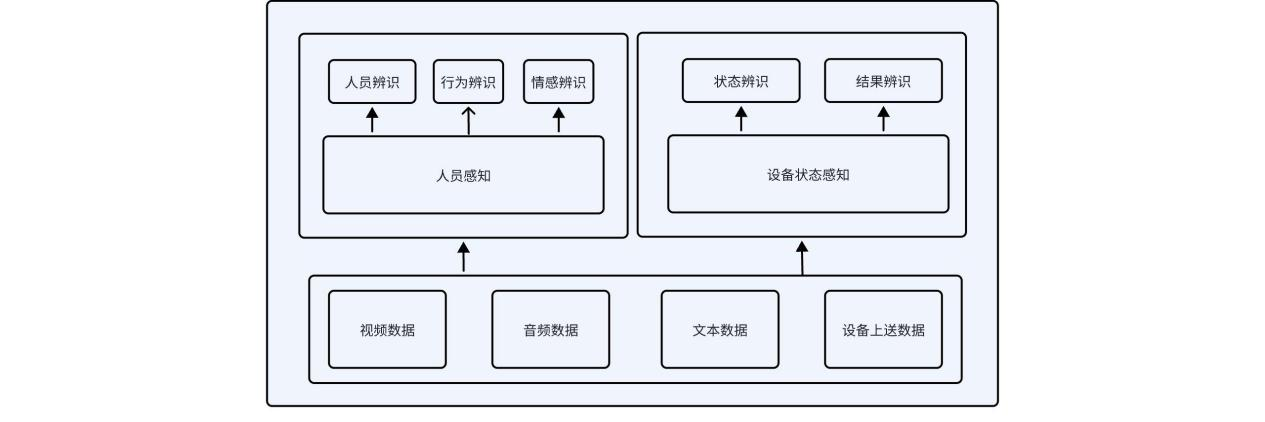 人员辨识
行为辨识
情感辨识
状态辨识
结果辨识
人员感知
设备状态感知
视频数据
音频数据
文本数据
设备上送数据